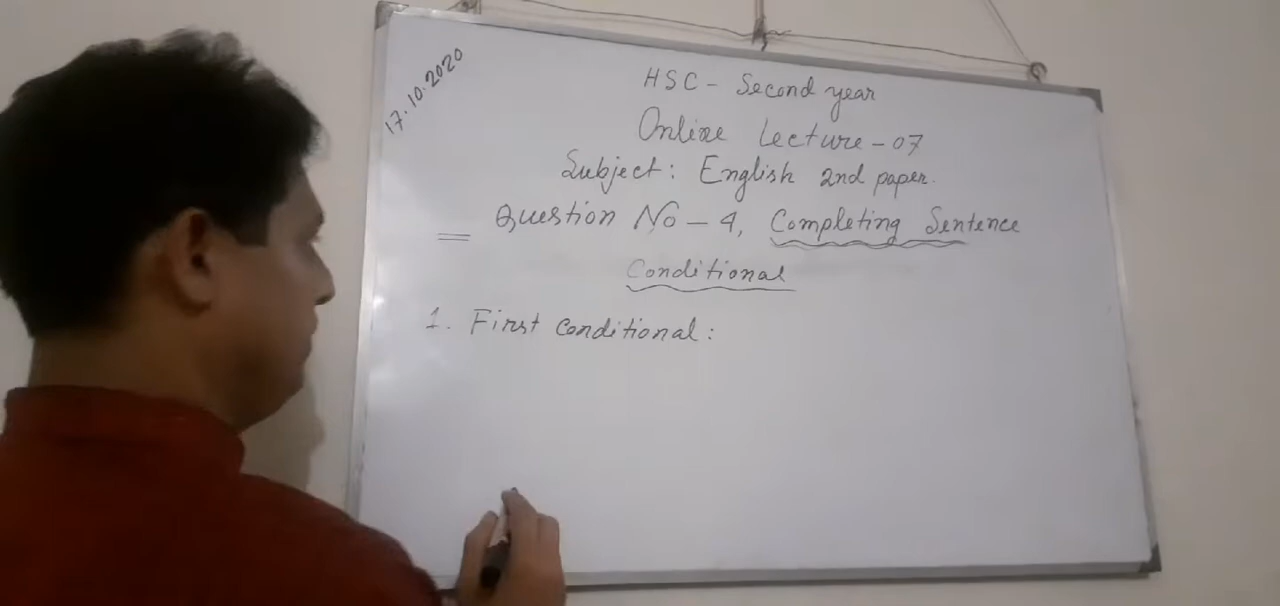 17.10.2020
HSC - Second year
Online Lecture - 07
Subject: English 2nd paper.
= Question No - 4, Completing Sentence
Conditional
1. First conditional: